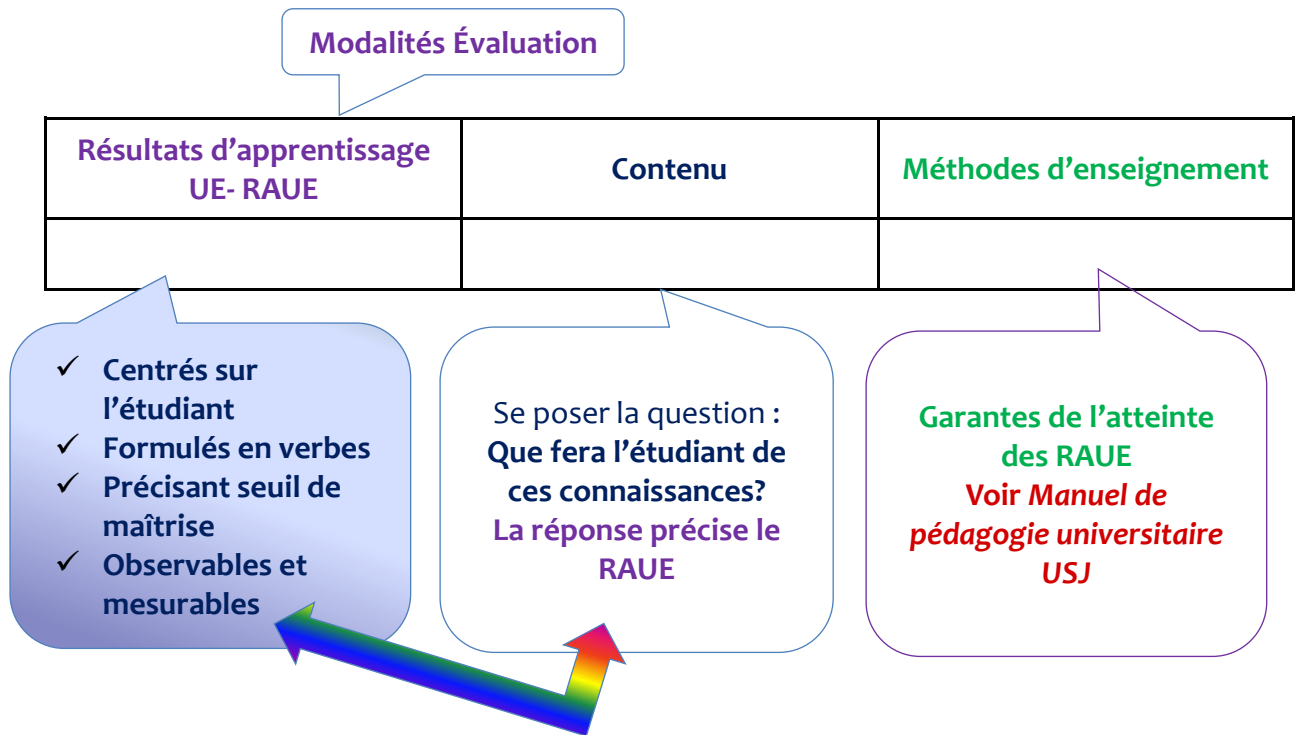 Modalités Évaluation
Résultats d’apprentissage
UE- RAUE
Contenu
Méthodes d’enseignement
✓ Centrés sur
l’étudiant
✓ Formulés en verbes
✓ Précisant seuil de
maîtrise
✓ Observables et
mesurables
Se poser la question :
Que fera l’étudiant de
ces connaissances?
La réponse précise le
RAUE
Garantes de l’atteinte
des RAUE
Voir Manuel de
pédagogie universitaire
USJ